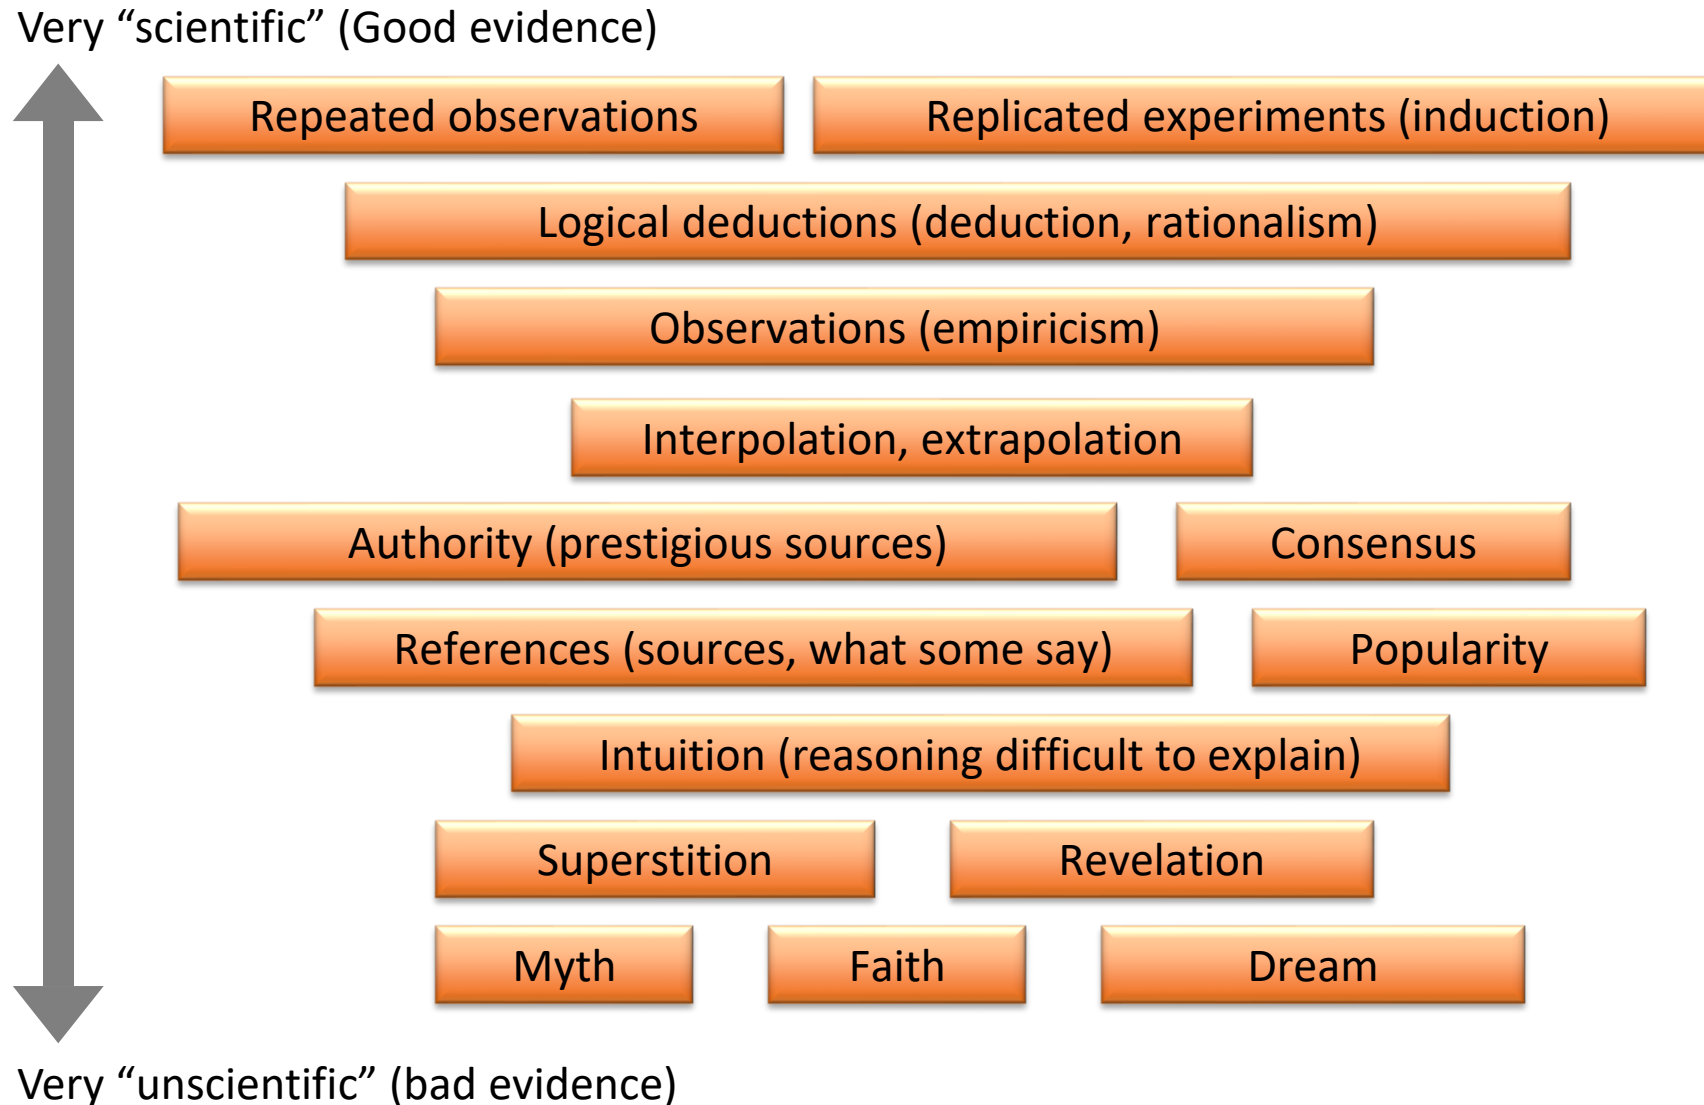 Very “scientific” (Good evidence)
Repeated observations
Replicated experiments (induction)
Logical deductions (deduction, rationalism)
Observations (empiricism)
Interpolation, extrapolation
Authority (prestigious sources)
Consensus
References (sources, what some say)
Popularity
Intuition (reasoning difficult to explain)
Superstition
Revelation
Myth
Faith
Dream
Very “unscientific” (bad evidence)